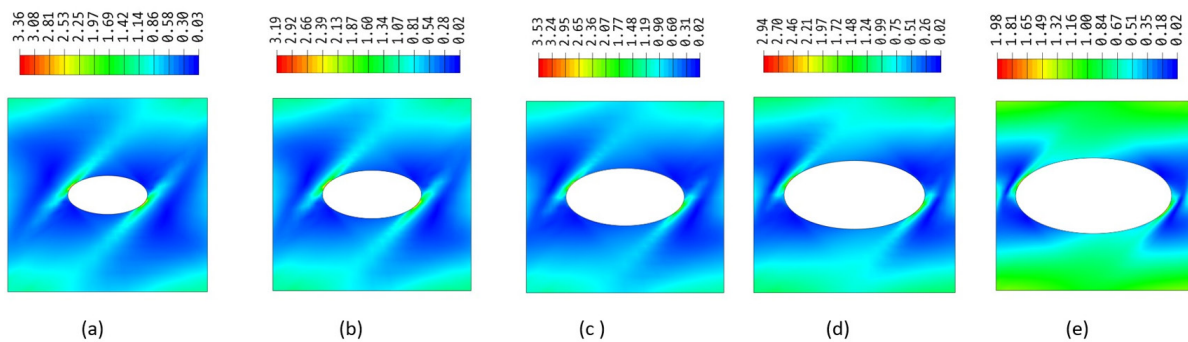 3.36 3.08 2.81 2.53 2.25 1.97 1.69 1.42 1.14 0.86 0.58 0.30 0.03
3.19 2.92 2.66 2.39 2.13 1.87 1.60 1.34 1.07 0.81 0.54 0.28 0.02
3.53 3.24 2.95 2.65 2.36 2.07 1.77 1.48 1.19 0.90 0.60 0.31 0.02
2.94 2.70 2.46 2.21 1.97 1.72 1.48 1.24 0.99 0.75 0.51 0.26 0.02
1.98 1.81 1.65 1.49 1.32 1.16 1.00 0.84 0.67 0.51 0.35 0.18 0.02
(a) (b) (c ) (d) (e)